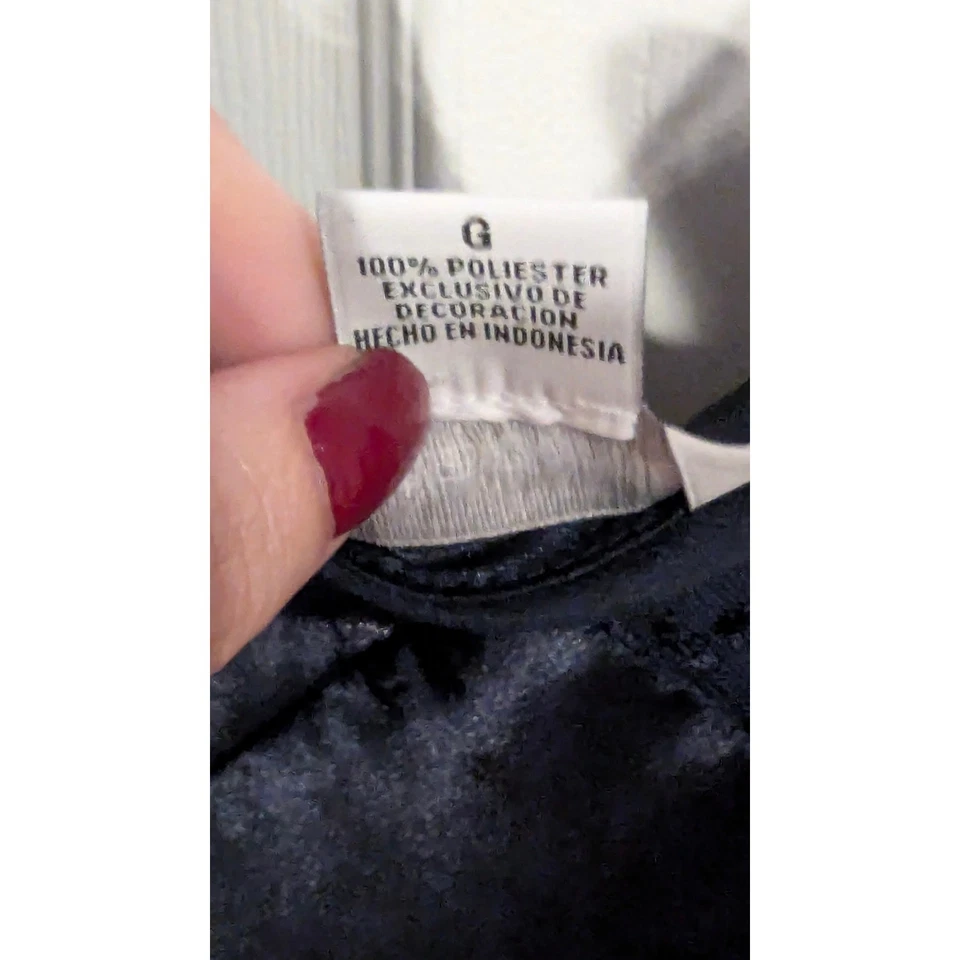 G
100% POLIESTER
EXCLUSIVO DE
DECORACION
HECHO EN INDONESIA